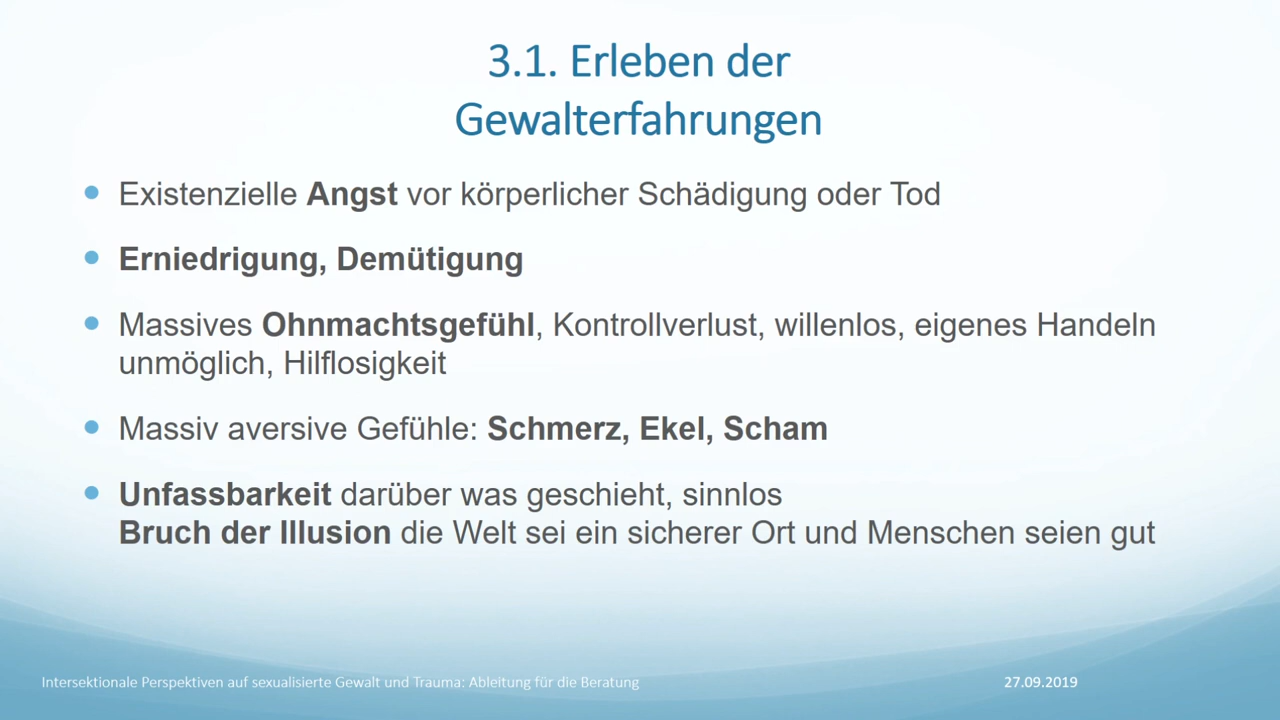 3.1. Erleben der
Gewalterfahrungen
Existenzielle Angst vor körperlicher Schädigung oder Tod
Erniedrigung, Demütigung
Massives Ohnmachtsgefühl, Kontrollverlust, willenlos, eigenes Handeln
unmöglich, Hilflosigkeit
Massiv aversive Gefühle: Schmerz, Ekel, Scham
Unfassbarkeit darüber was geschieht, sinnlos
Bruch der Illusion die Welt sei ein sicherer Ort und Menschen seien gut
Intersektionale Perspektiven auf sexualisierte Gewalt und Trauma: Ableitung für die Beratung
27.09.2019